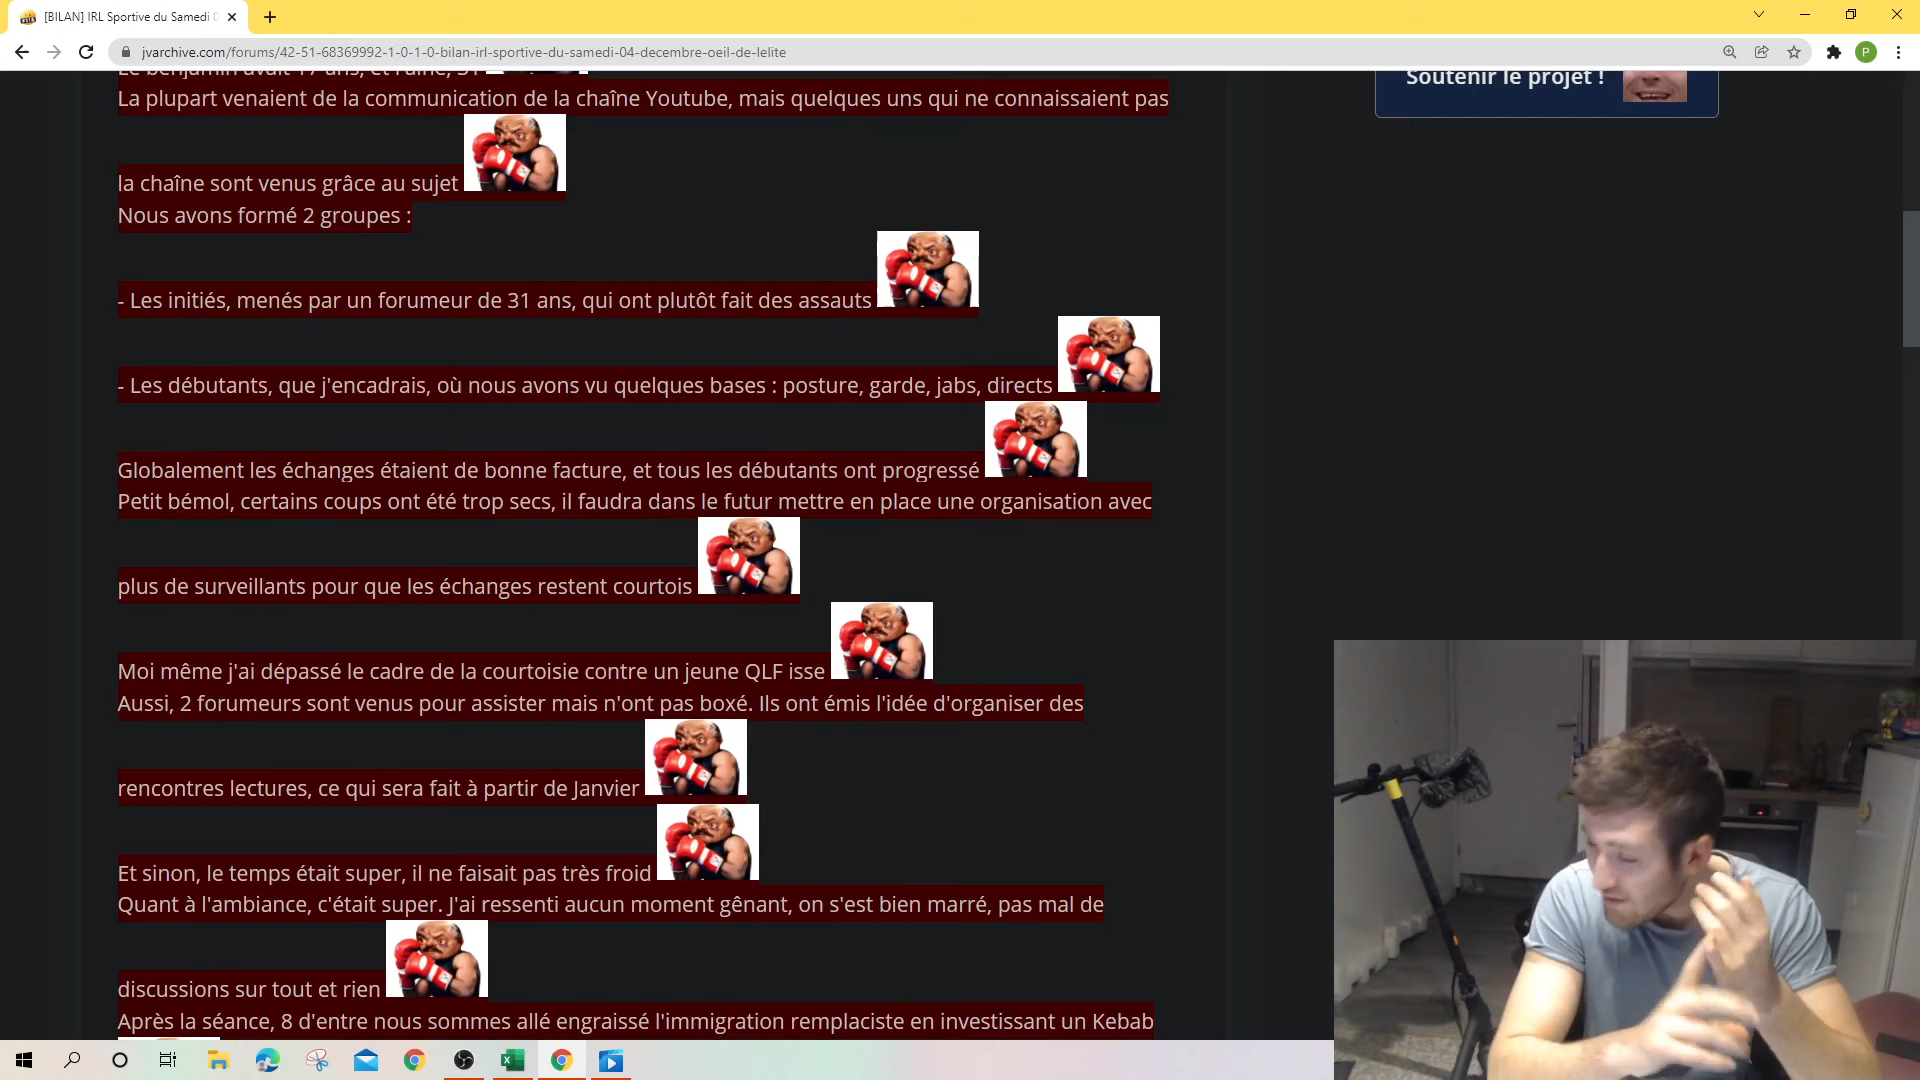 [BILAN] IRL Sportive du Samedi 0
jvarchive.com/forums/42-51-68369992-1-0-1-0-bilan-irl-sportive-du-samedi-04-decembre-oeil-de-lelite
P
Le benjamin avait 17 ans, et l'aîné, 31
Soutenir le projet !
La plupart venaient de la communication de la chaîne Youtube, mais quelques uns qui ne connaissaient pas
la chaîne sont venus grâce au sujet
Nous avons formé 2 groupes :
- Les initiés, menés par un forumeur de 31 ans, qui ont plutôt fait des assauts
- Les débutants, que j'encadrais, où nous avons vu quelques bases : posture, garde, jabs, directs
Globalement les échanges étaient de bonne facture, et tous les débutants ont progressé
Petit bémol, certains coups ont été trop secs, il faudra dans le futur mettre en place une organisation avec
plus de surveillants pour que les échanges restent courtois
Moi même j'ai dépassé le cadre de la courtoisie contre un jeune QLF isse
Aussi, 2 forumeurs sont venus pour assister mais n'ont pas boxé. Ils ont émis l'idée d'organiser des
rencontres lectures, ce qui sera fait à partir de Janvier
Et sinon, le temps était super, il ne faisait pas très froid
Quant à l'ambiance, c'était super. J'ai ressenti aucun moment gênant, on s'est bien marré, pas mal de
discussions sur tout et rien
Après la séance, 8 d'entre nous sommes allé engraissé l'immigration remplaciste en investissant un Kebab